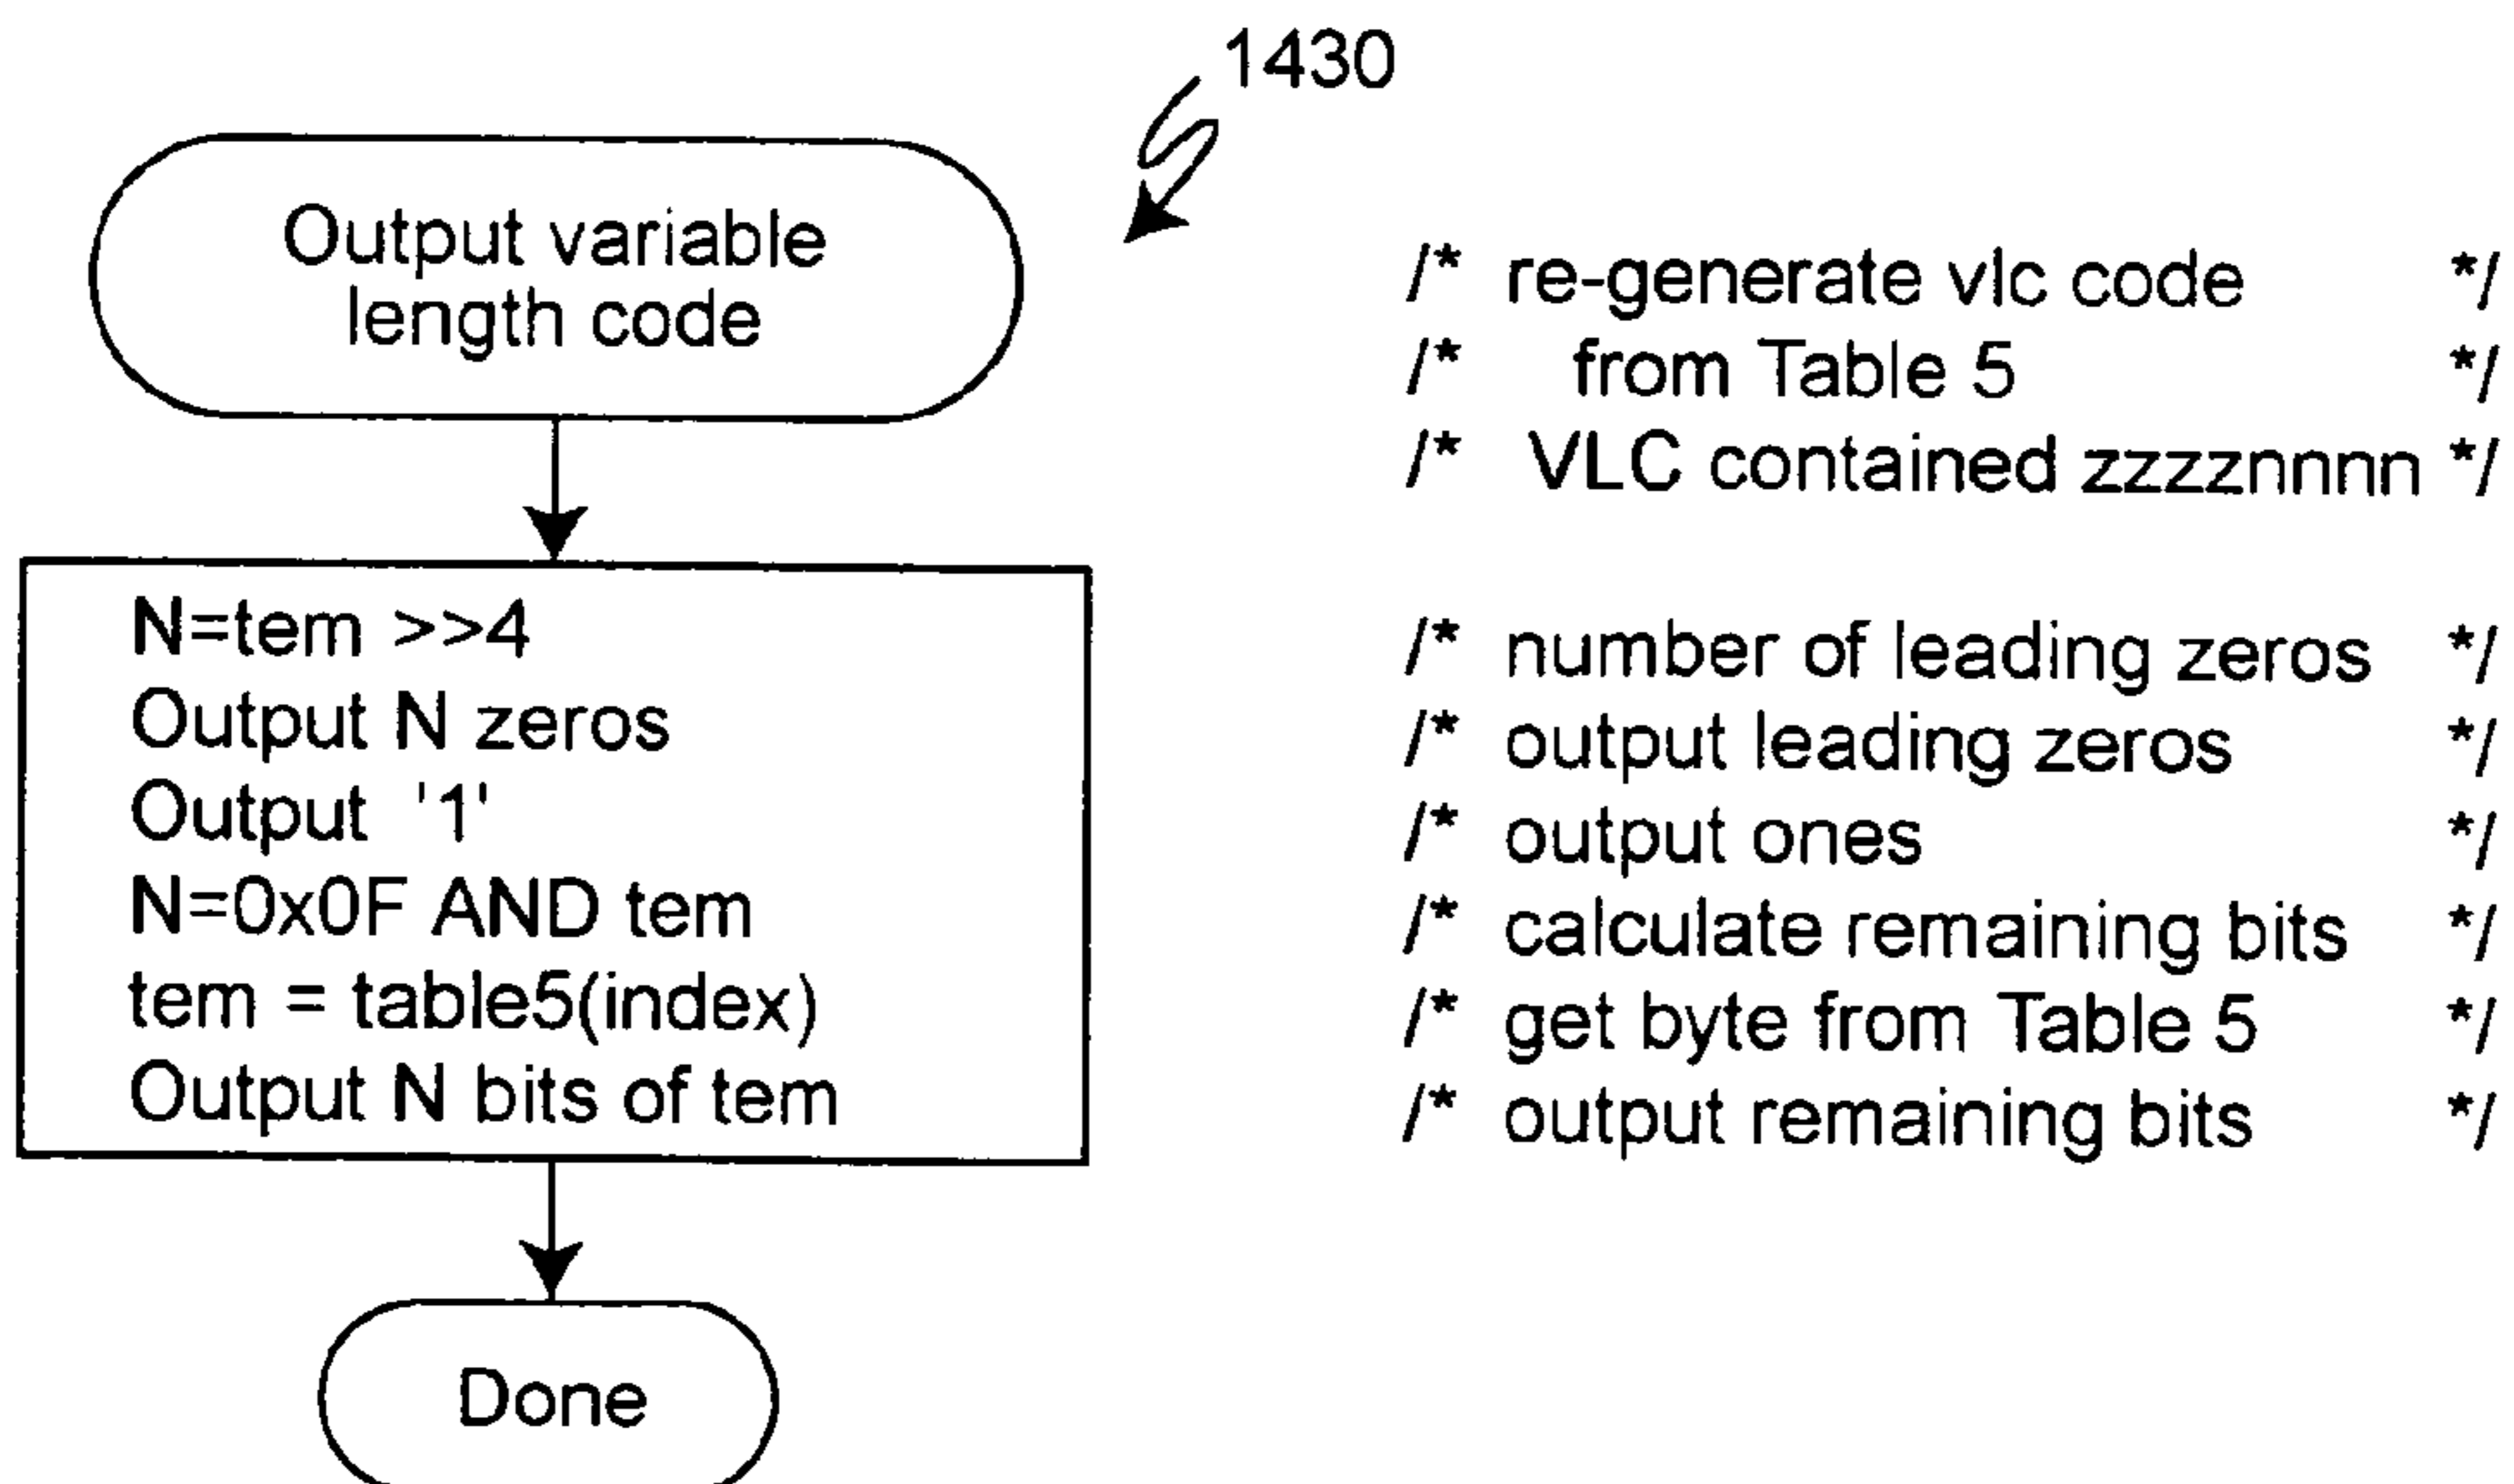 1430
Output variable
length code
/* re-generate vlc code */
/* from Table 5 */
/* VLC contained zzzznnnn */
N=tem >>4
/* number of leading zeros */
Output N zeros
/* output leading zeros */
Output '1'
/* output ones */
N=0x0F AND tem
/* calculate remaining bits */
tem = table5(index)
/* get byte from Table 5 */
Output N bits of tem
/* output remaining bits */
Done